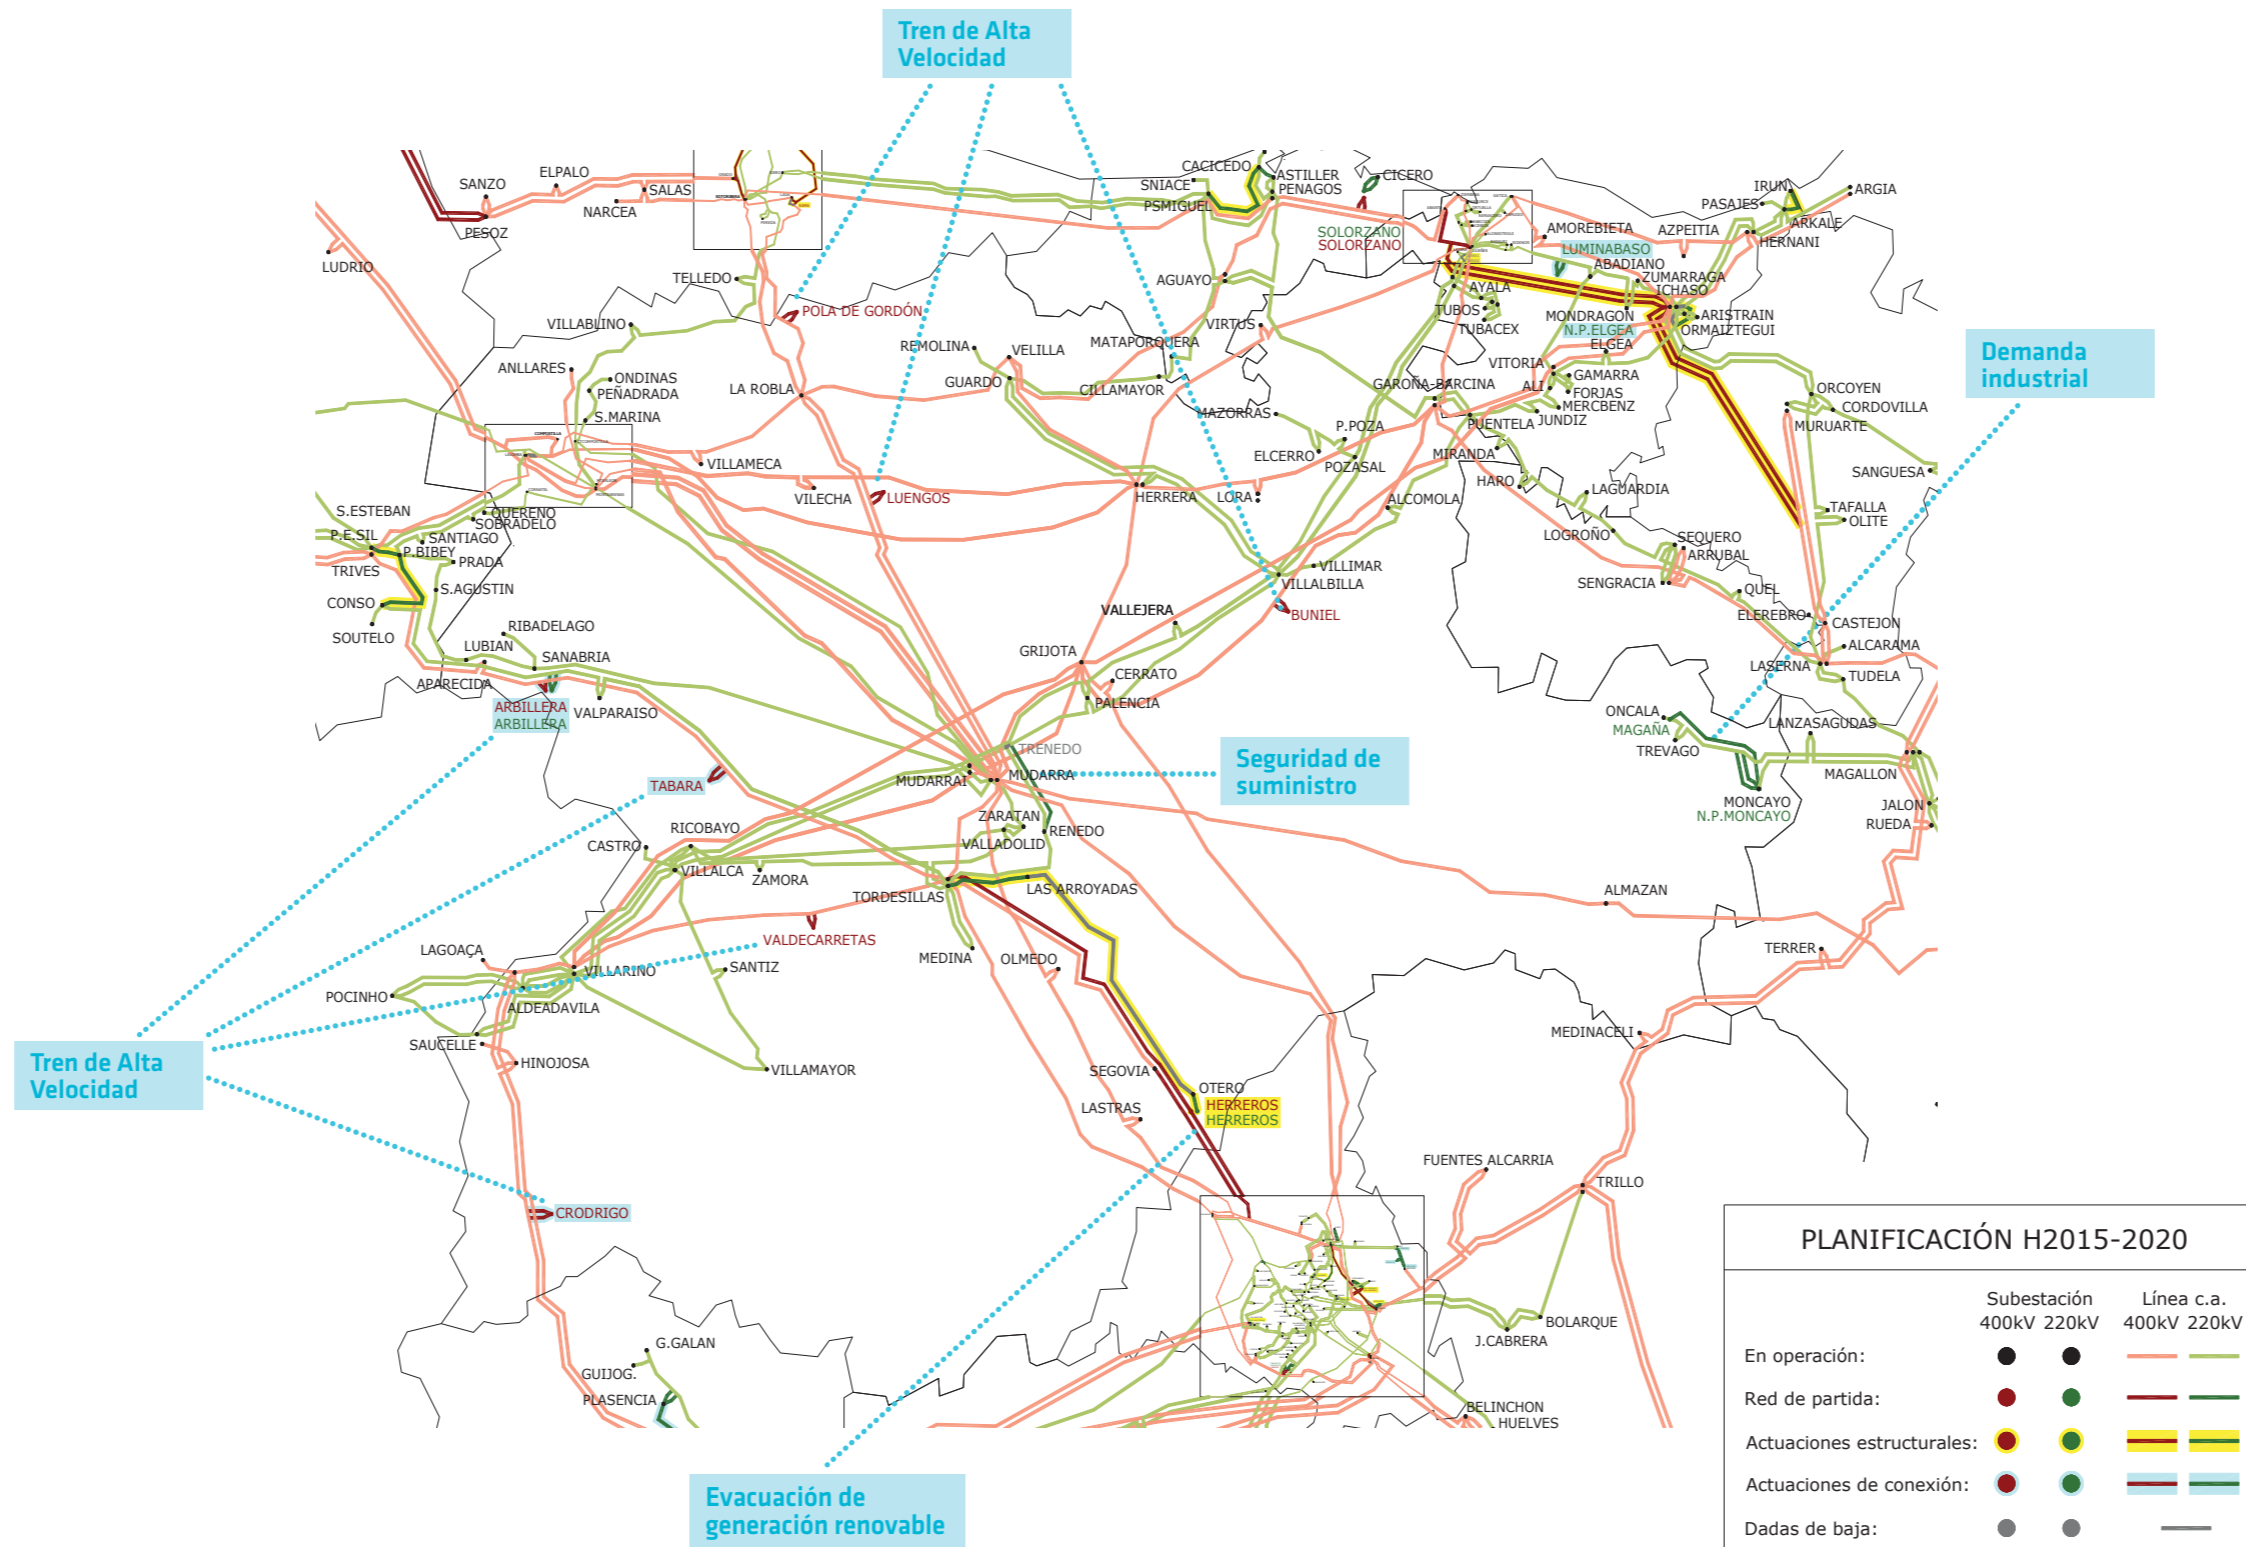 Tren de Alta
Velocidad
CACICEDO
ASTILLER
SNIACE
PENAGOS
PSMIGUEL
CICERO
SOLORZANO
SOLORZANO
SANZO
ELPALO
SALAS
NARCEA
PESOZ
LUDRIO
TELLEDO
POLA DE GORDÓN
VILLABLINO
AGUAYO
VIRTUS
AMOREBIETA
LUMINABASO
ABADIANO
AZPEITIA
IRUN
PASAJES
ARGIA
ARKALE
HERNANI
ZUMARRAGA
ICHASO
AYALA
TUBOS
TUBACEX
MONDRAGON
N.P.ELGEA
ELGEA
ARISTRAIN
ORMAIZTEGUI
REMOLINA
VELILLA
MATAPORQUERA
GUARDO
CILLAMAYOR
ANLLARES
ONDINAS
PEÑADRADA
S.MARINA
LA ROBLA
VITORIA
GAMARRA
ALI
FORJAS
MERCBENZ
JUNDIZ
PUENTELA
GAROÑA-BARCINA
MIRANDA
MAZORRAS
P.POZA
ELCERRO
POZASAL
Demanda
industrial
ORCOYEN
CORDOVILLA
MURUARTE
SANGUESA
VILLAMECA
VILECHA
LUENGOS
HERRERA
LORA
ALCOMOLA
HARO
LAGUARDIA
LOGROÑO
TAFALLA
OLITE
SEQUERO
ARRUBAL
SENGRACIA
QUEL
ELEREBRO
CASTEJON
ALCARAMA
LASERNA
TUDELA
S.ESTEBAN
QUEREÑO
SOBRADELO
P.E.SIL
SANTIAGO
P.BIBEY
PRADA
TRIVES
S.AGUSTIN
CONSO
SOUTELO
RIBADELAGO
LUBIAN
SANABRIA
APARECIDA
ARBILLERA
ARBILLERA
VALPARAISO
VILLIMAR
VILLALBILLA
BUNIEL
VALLEJERA
GRIJOTA
CERRATO
PALENCIA
TRENEDO
MUDARRAI
MUDARRA
Seguridad de
suministro
ONCALA
MAGAÑA
TREVAGO
LANZASAGUDAS
MAGALLON
MONCAYO
N.P.MONCAYO
JALON
RUEDA
TABARA
RICOBAYO
CASTRO
VILLALCA
ZAMORA
ZARATAN
VALLADOLID
RENEDO
TORDESILLAS
LAS ARROYADAS
VALDECARRETAS
MEDINA
OLMEDO
ALMAZAN
TERRER
LAGOAÇA
VILLARINO
SANTIZ
POCINHO
ALDEADAVILA
SAUCELLE
HINOJOSA
VILLAMAYOR
MEDINACELI
Tren de Alta
Velocidad
SEGOVIA
OTERO
HERREROS
HERREROS
LASTRAS
FUENTES ALCARRIA
TRILLO
CRODRIGO
G.GALAN
GUIJOG.
PLASENCIA
BOLARQUE
J.CABRERA
BELINCHON
HUELVES
Evacuación de
generación renovable
PLANIFICACIÓN H2015-2020
Subestación Línea c.a.
400kV 220kV 400kV 220kV
En operación:
Red de partida:
Actuaciones estructurales:
Actuaciones de conexión:
Dadas de baja: